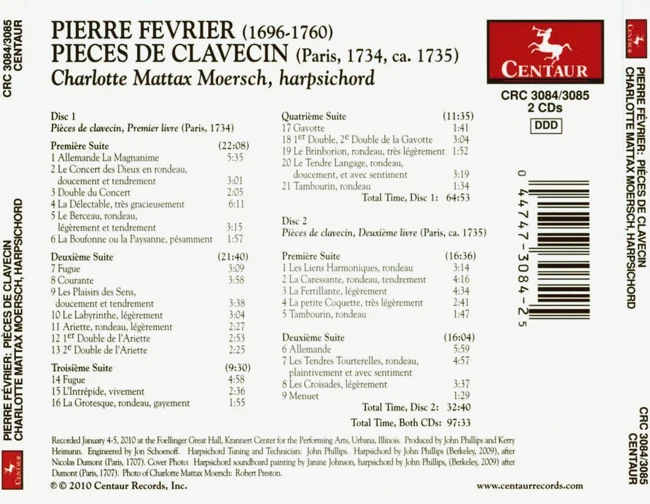 PIERRE FÉVRIER (1696-1760)
PIÈCES DE CLAVECIN (Paris, 1734, ca. 1735)
Charlotte Mattax Moersch, harpsichord
Disc 1
Pièces de clavecin, Premier livre (Paris, 1734)
Première Suite (22:08)
1 Allemande La Magnanime 5:35
2 Le Concert des Dieux en rondeau,
doucement et tendrement 3:01
3 Double du Concert 2:05
4 La Délectable, très gracieusement 6:11
5 Le Berceau, rondeau,
légèrement et tendrement 3:15
6 La Boufonne ou la Paysanne, pésamment 1:57
Deuxième Suite (21:40)
7 Fugue 3:09
8 Courante 3:58
9 Les Plaisirs des Sens,
doucement et tendrement 3:38
10 Le Labyrinthe, légèrement 3:04
11 Ariette, rondeau, légèrement 2:27
12 1er Double de l'Ariette 2:53
13 2e Double de l'Ariette 2:25
Troisième Suite (9:30)
14 Fugue 4:58
15 L'Intrépide, vivement 2:36
16 La Grotesque, rondeau, gayement 1:55
Quatrième Suite (11:35)
17 Gavotte 1:41
18 1er Double, 2e Double de la Gavotte 3:04
19 Le Brinborion, rondeau, très légèrement 1:52
20 Le Tendre Langage, rondeau,
doucement, et avec sentiment 3:19
21 Tambourin, rondeau 1:34
Total Time, Disc 1: 64:53
Disc 2
Pièces de clavecin, Deuxième livre (Paris, ca. 1735)
Première Suite (16:36)
1 Les Liens Harmoniques, rondeau 3:14
2 La Caressante, rondeau, tendrement 4:16
3 La Fertillante, légèrement 4:34
4 La petite Coquette, très légèrement 2:41
5 Tambourin, rondeau 1:47
Deuxième Suite (16:04)
6 Allemande 5:59
7 Les Tendres Tourterelles, rondeau, 4:57
plaintivement et avec sentiment
8 Les Croisades, légèrement 3:37
9 Menuet 1:29
Total Time, Disc 2: 32:40
Total Time, Both CDs: 97:33
CENTAUR
CRC 3084/3085
2 CDs
DDD
0 44747-3084-2 5
Recorded January 4-5, 2010 at the Foellinger Great Hall, Krannert Center for the Performing Arts, Urbana, Illinois. Produced by John Phillips and Kerry
Heimann. Engineered by Jon Schoenoff. Harpsichord Tuning and Technician: John Phillips. Harpsichord by John Phillips (Berkeley, 2009), after
Nicolas Dumont (Paris, 1707). Cover Photo: Harpsichord soundboard painting by Janine Johnson, harpsichord by John Phillips, (Berkeley, 2009) after
Dumont (Paris, 1707). Photo of Charlotte Mattax Moersch: Robert Preston.
℗ © 2010 Centaur Records, Inc.
centaurrecords.com
CRC 3084/3085
CENTAUR
PIERRE FÉVRIER: PIÈCES DE CLAVECIN
CHARLOTTE MATTAX MOERSCH, HARPSICHORD
PIERRE FÉVRIER: PIÈCES DE CLAVECIN
CHARLOTTE MATTAX MOERSCH, HARPSICHORD
CRC 3084/3085
CENTAUR